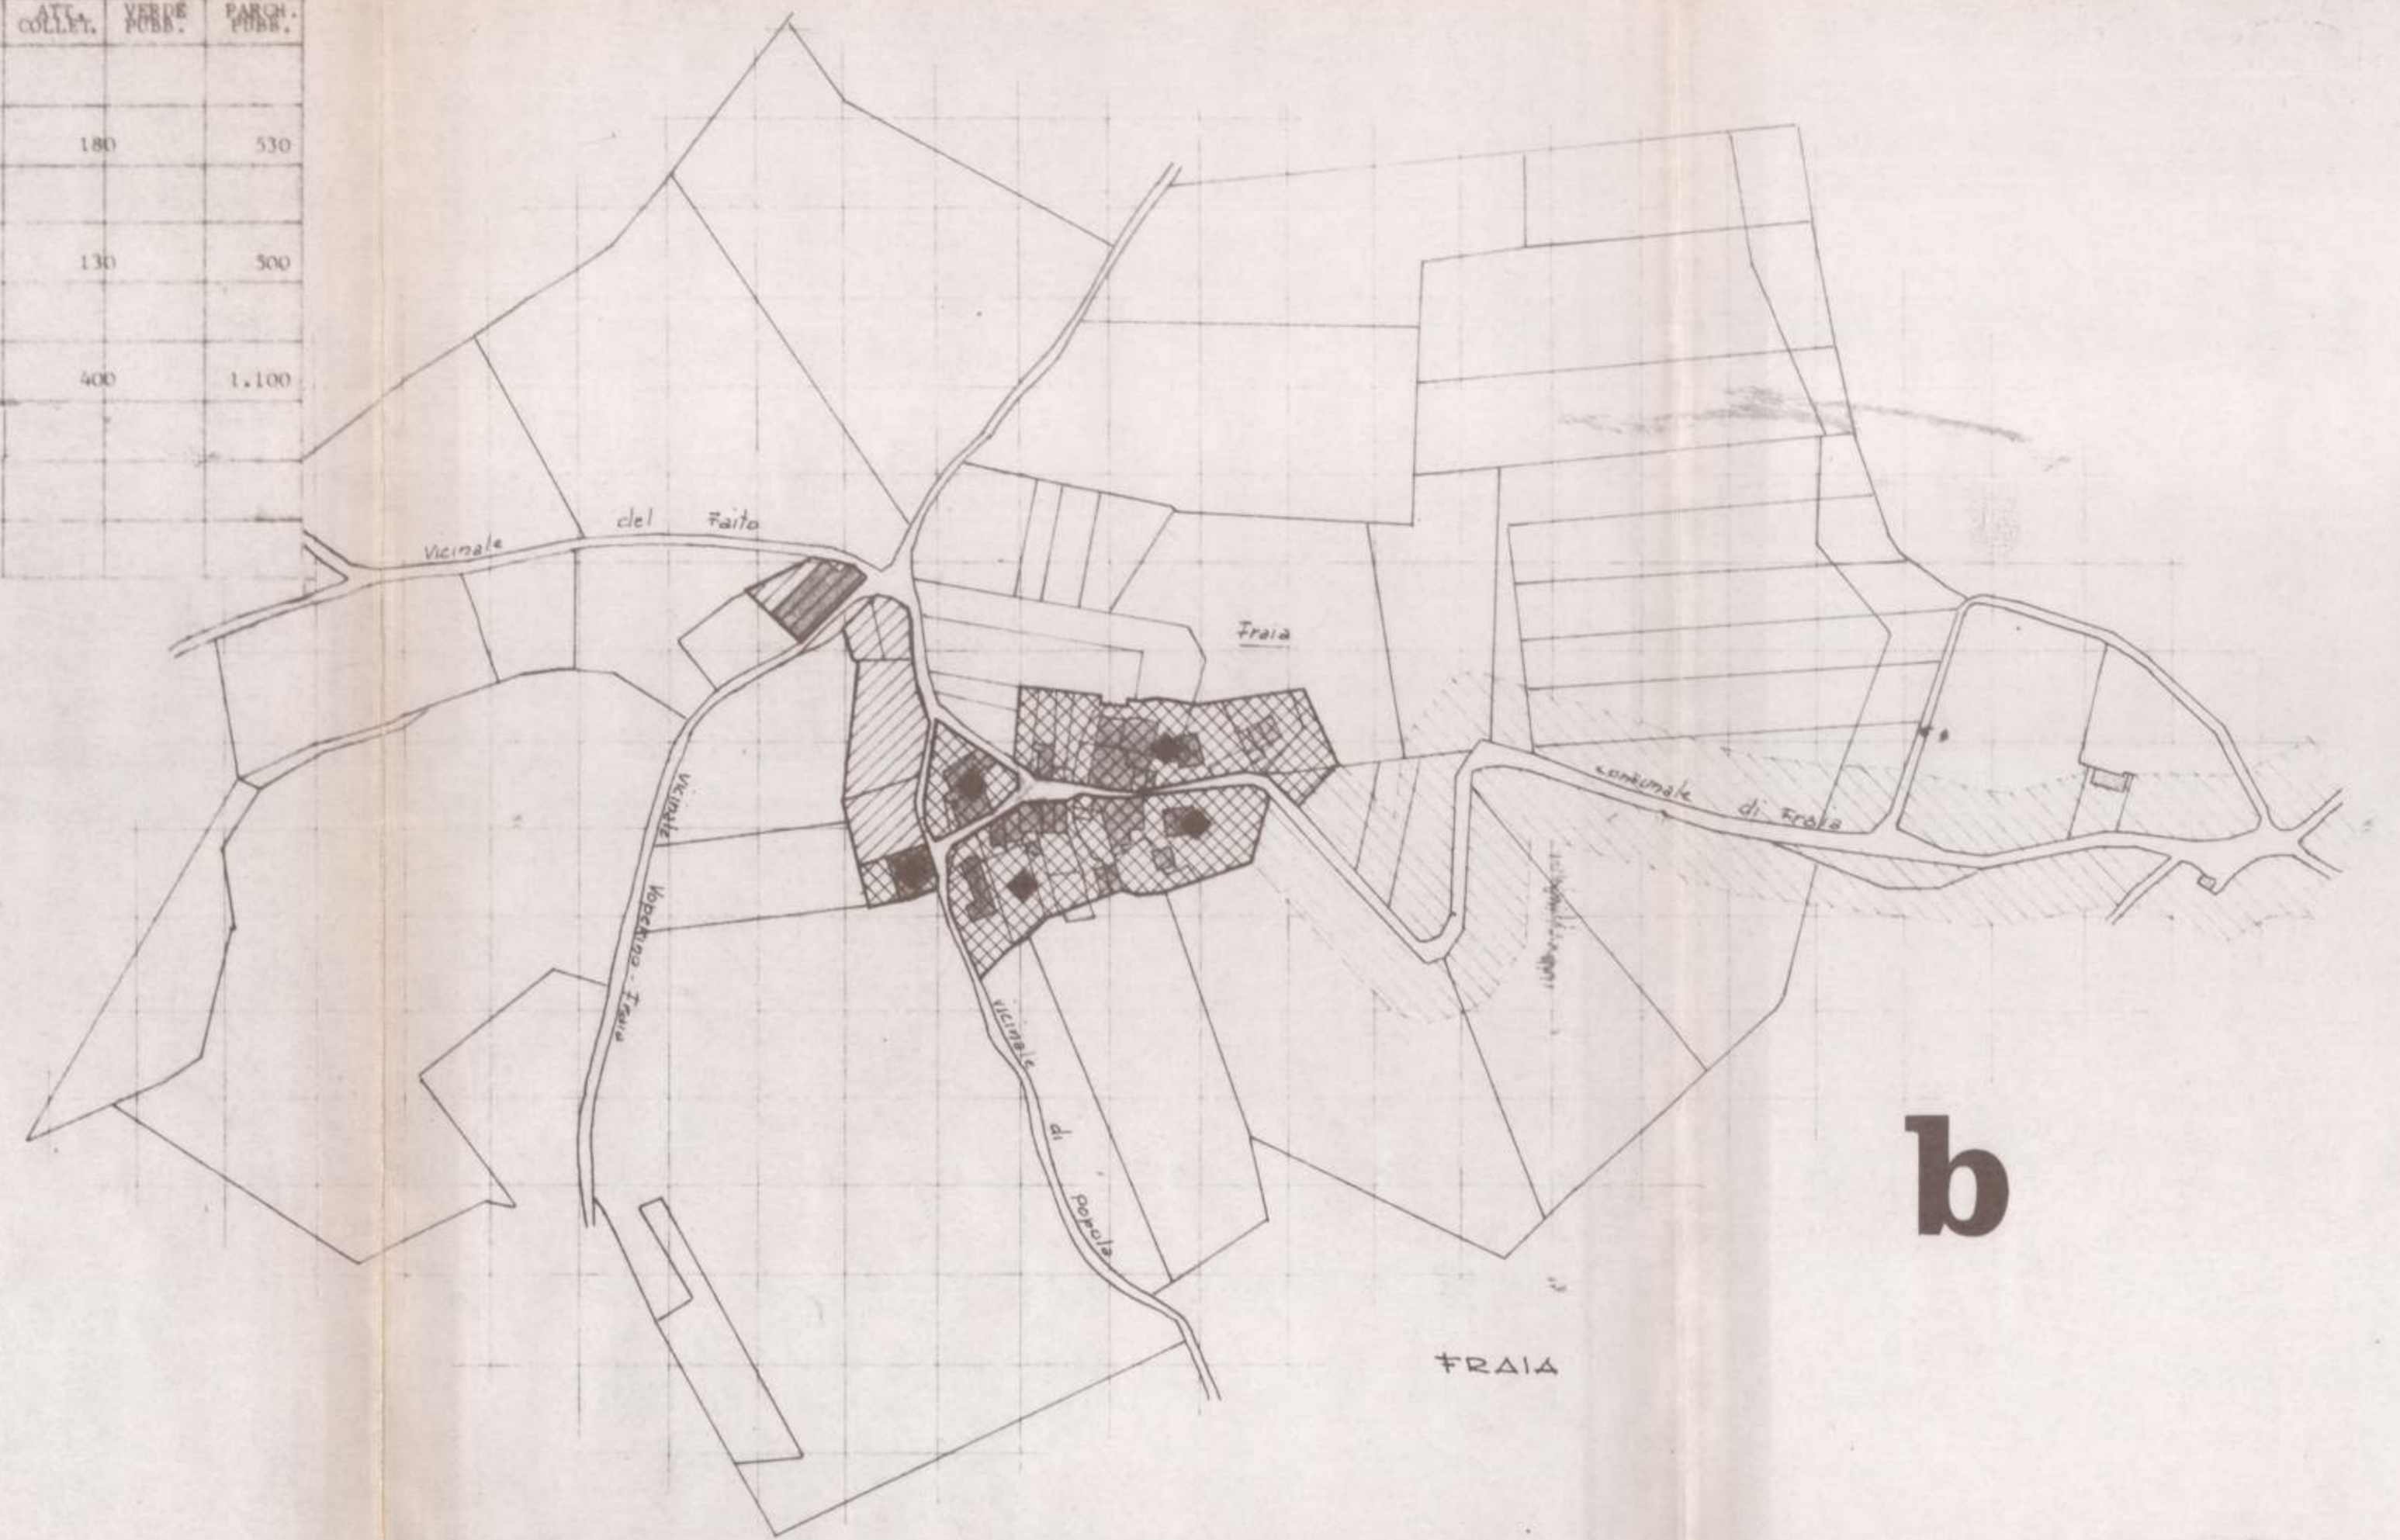 ATT. COLLET. VERDE PUBB. PARCH. PUBB.
180 530
130 500
400 1.100
Vicinale del Faito
Fraia
comunale di Fraia
vicinale Vopekino - Fraia
vicinale di popola
b
FRAIA